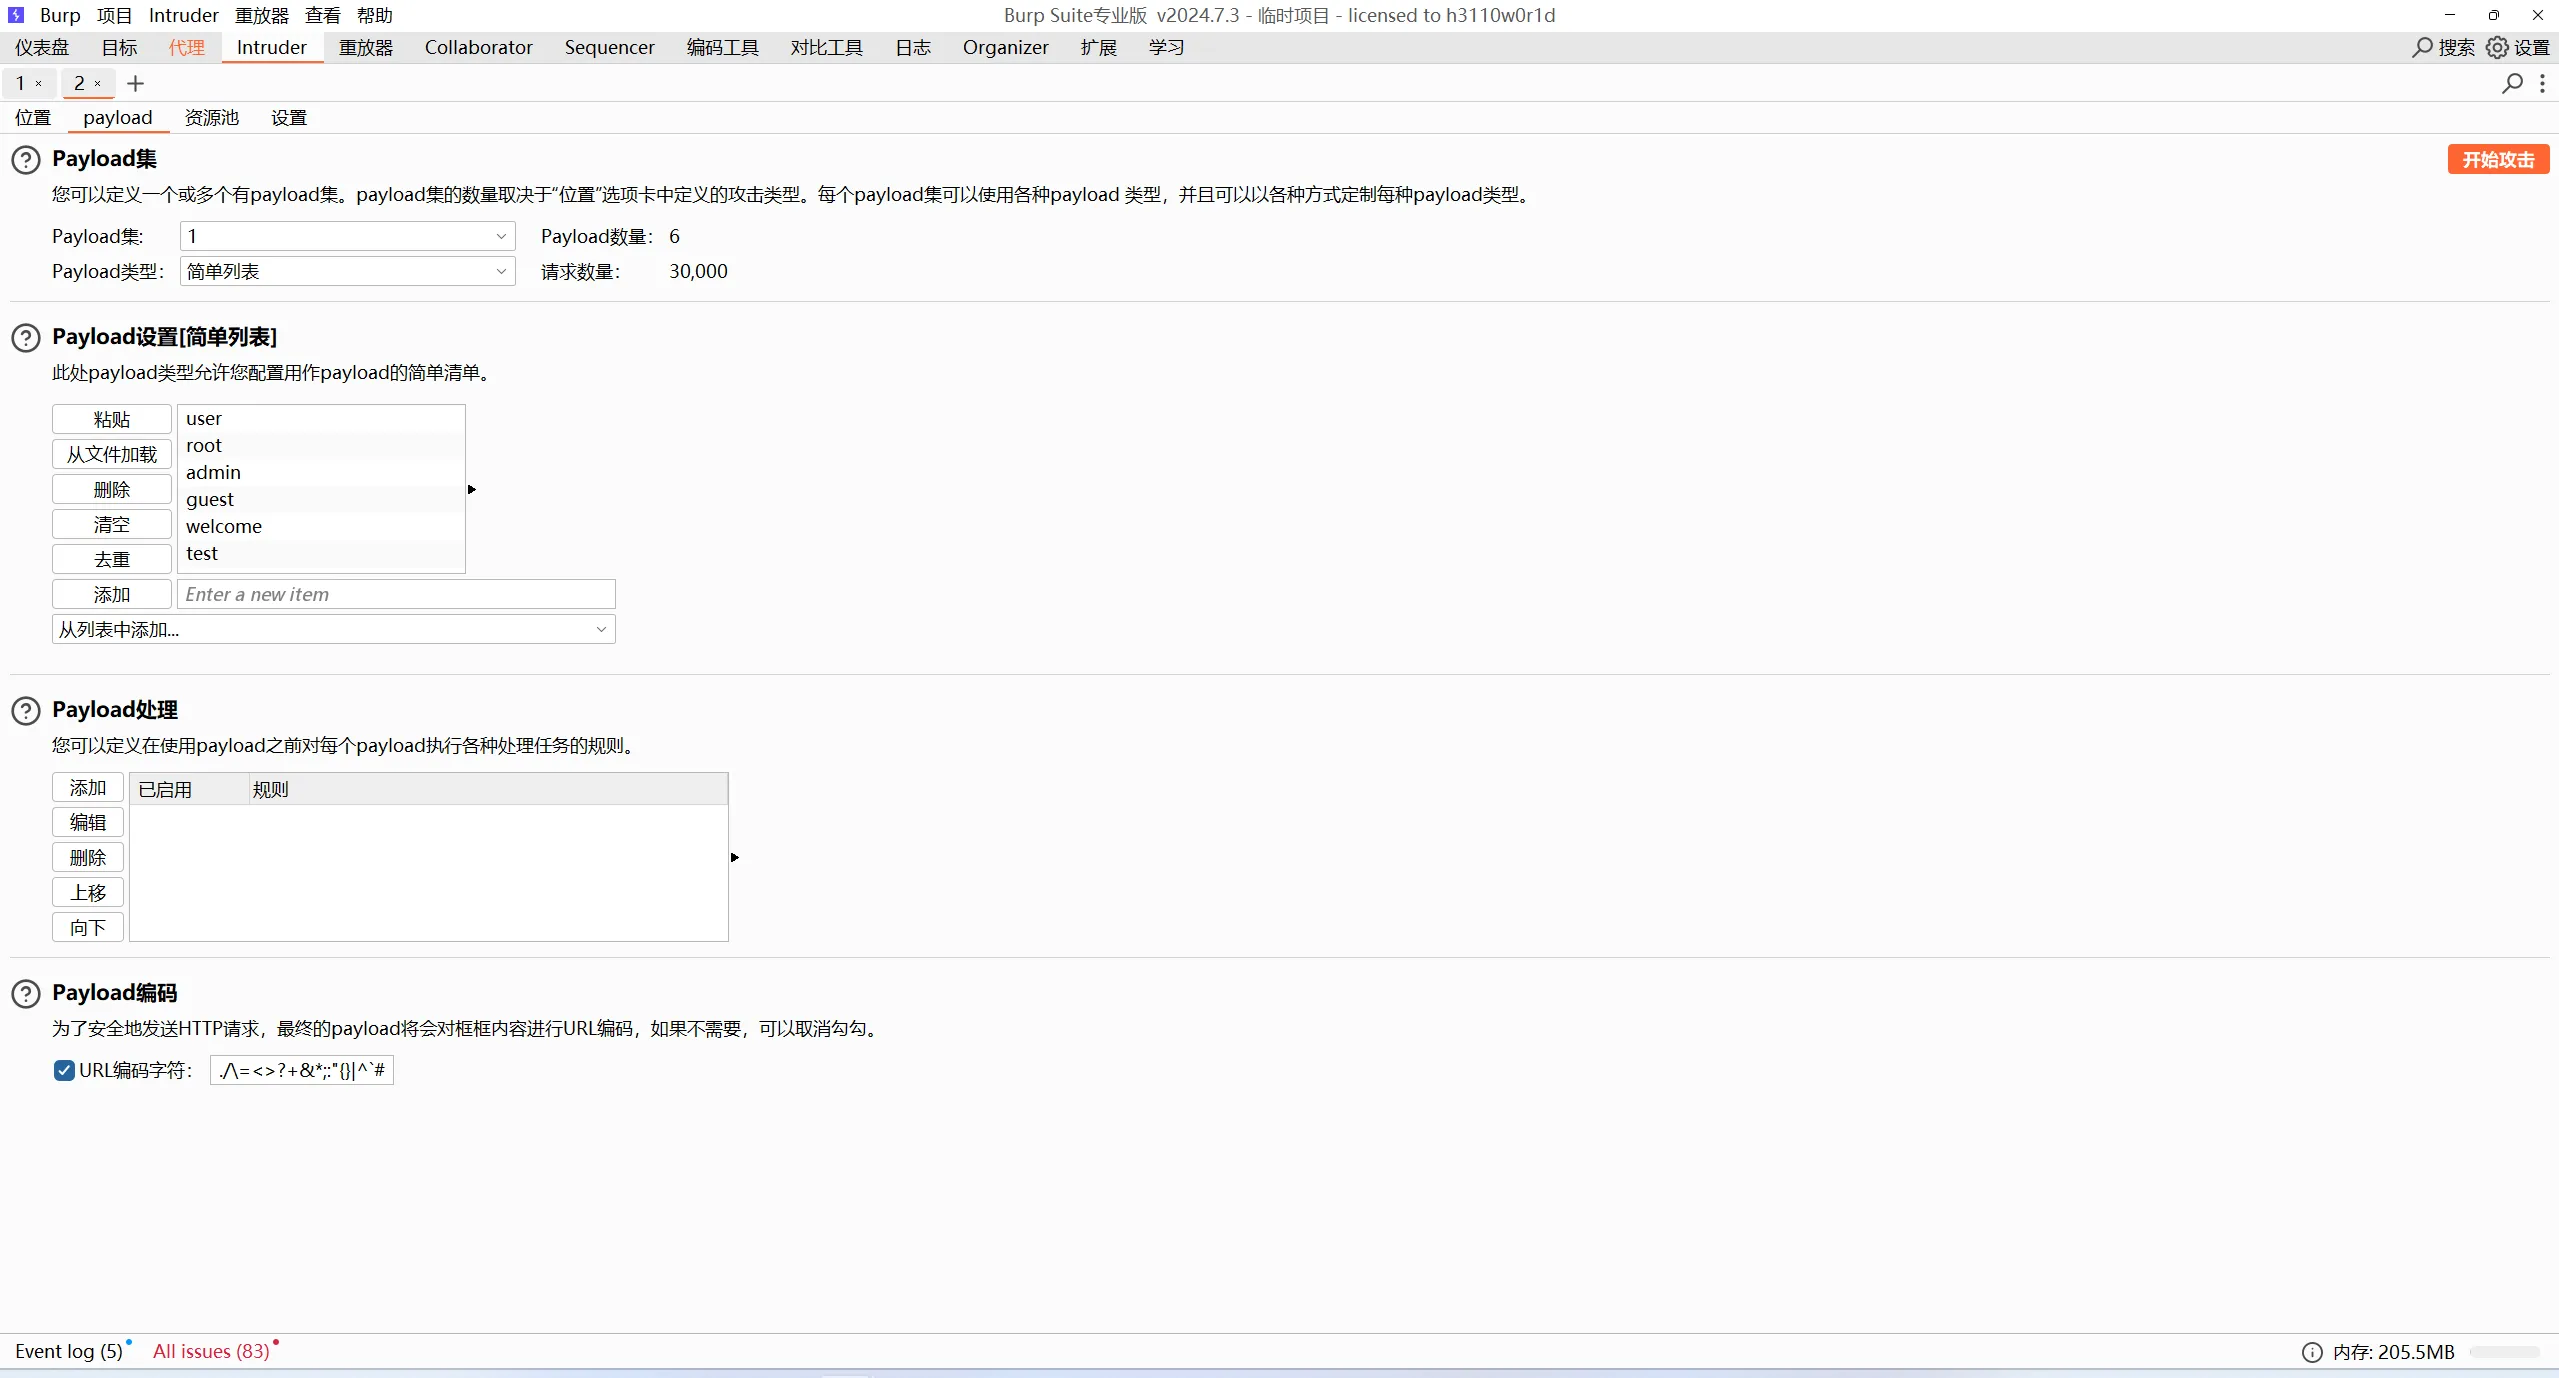 Burp 项目 Intruder 重放器 查看 帮助 Burp Suite专业版 v2024.7.3 - 临时项目 - licensed to h3110w0r1d
仪表盘 目标 代理 Intruder 重放器 Collaborator Sequencer 编码工具 对比工具 日志 Organizer 扩展 学习 搜索 设置
1 × 2 × +
位置 payload 资源池 设置
Payload集 开始攻击
您可以定义一个或多个有payload集。payload集的数量取决于“位置”选项卡中定义的攻击类型。每个payload集可以使用各种payload 类型，并且可以以各种方式定制每种payload类型。
Payload集: 1 Payload数量： 6
Payload类型： 简单列表 请求数量： 30,000
Payload设置[简单列表]
此处payload类型允许您配置用作payload的简单清单。
粘贴 user
从文件加载 root
删除 admin
清空 guest
去重 welcome
test
添加 Enter a new item
从列表中添加...
Payload处理
您可以定义在使用payload之前对每个payload执行各种处理任务的规则。
添加 已启用 规则
编辑
删除
上移
向下
Payload编码
为了安全地发送HTTP请求，最终的payload将会对框框内容进行URL编码，如果不需要，可以取消勾勾。
URL编码字符： ./\=<>?+&*;:"{}|^`#
Event log (5) All issues (83) 内存: 205.5MB